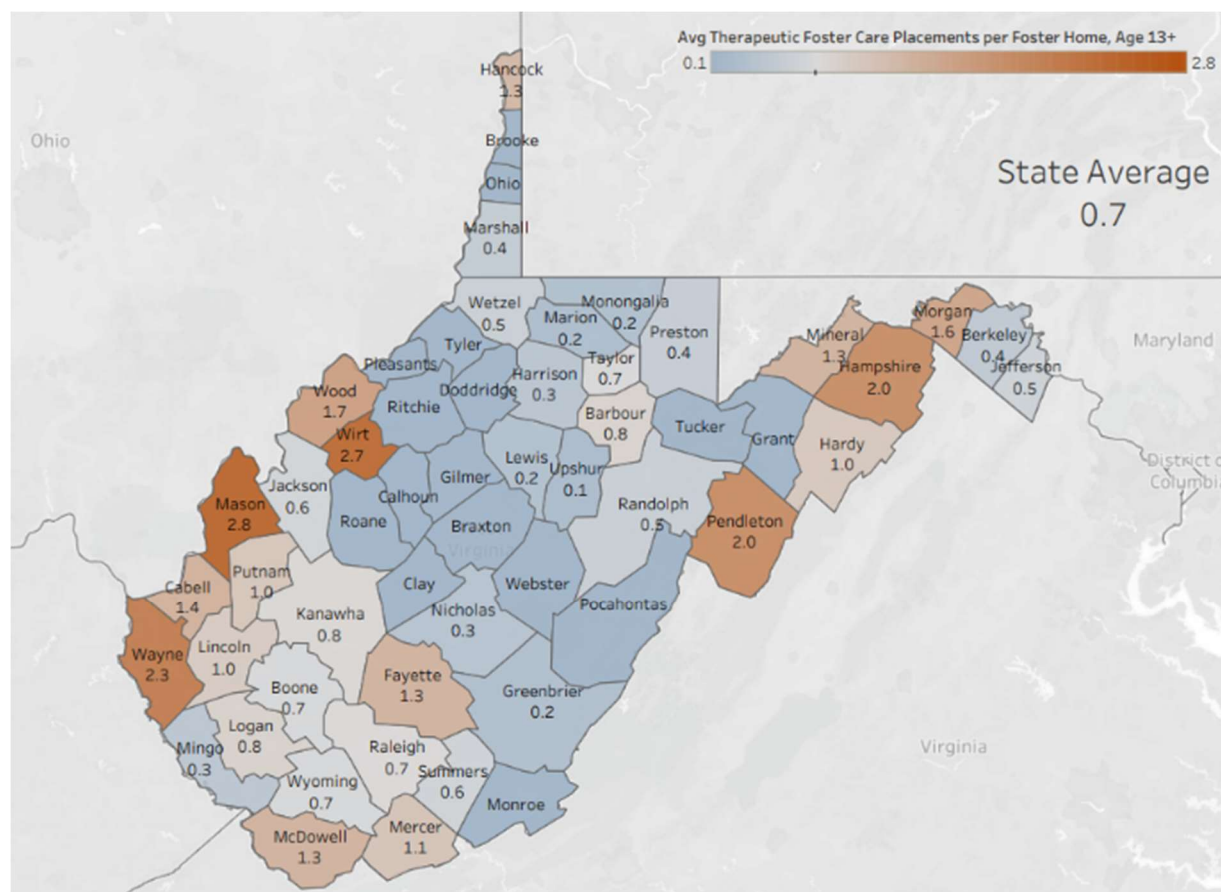 Avg Therapeutic Foster Care Placements per Foster Home, Age 13+
0.1
2.8
State Average
0.7
Ohio
Maryland
Virginia
Virginia
Hancock
1.3
Brooke
Ohio
Marshall
0.4
Wetzel
0.5
Monongalia
0.2
Marion
0.2
Preston
0.4
Tyler
Pleasants
Doddridge
Harrison
0.3
Taylor
0.7
Wood
1.7
Ritchie
Barbour
0.8
Wirt
2.7
Tucker
Grant
Mineral
1.3
Hampshire
2.0
Morgan
1.6
Berkeley
0.4
Jefferson
0.5
Hardy
1.0
Jackson
0.6
Mason
2.8
Calhoun
Gilmer
Lewis
0.2
Upshur
0.1
Randolph
0.5
Pendleton
2.0
Roane
Braxton
Cabell
1.4
Putnam
1.0
Kanawha
0.8
Clay
Nicholas
0.3
Webster
Pocahontas
Wayne
2.3
Lincoln
1.0
Boone
0.7
Fayette
1.3
Greenbrier
0.2
Logan
0.8
Mingo
0.3
Raleigh
0.7
Summers
0.6
Wyoming
0.7
Monroe
McDowell
1.3
Mercer
1.1
District
Columbia